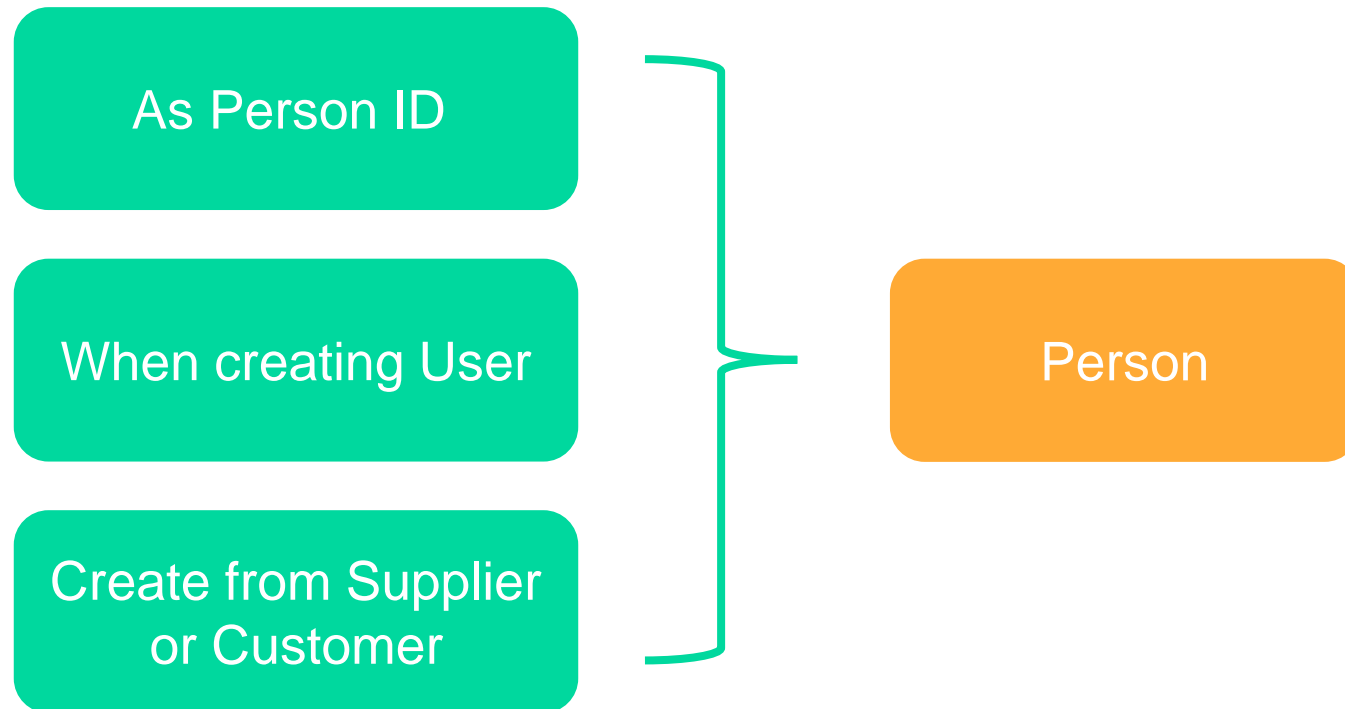 As Person ID
When creating User
Person
Create from Supplier
or Customer